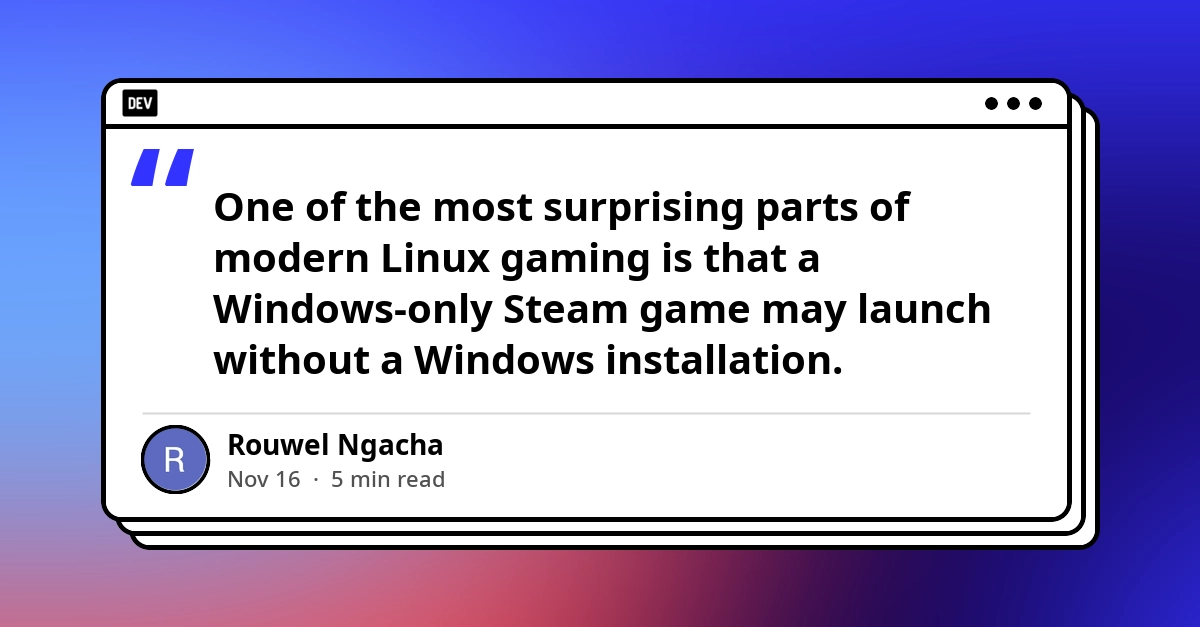 DEV
“
One of the most surprising parts of
modern Linux gaming is that a
Windows-only Steam game may launch
without a Windows installation.
R
Rouwel Ngacha
Nov 16 · 5 min read